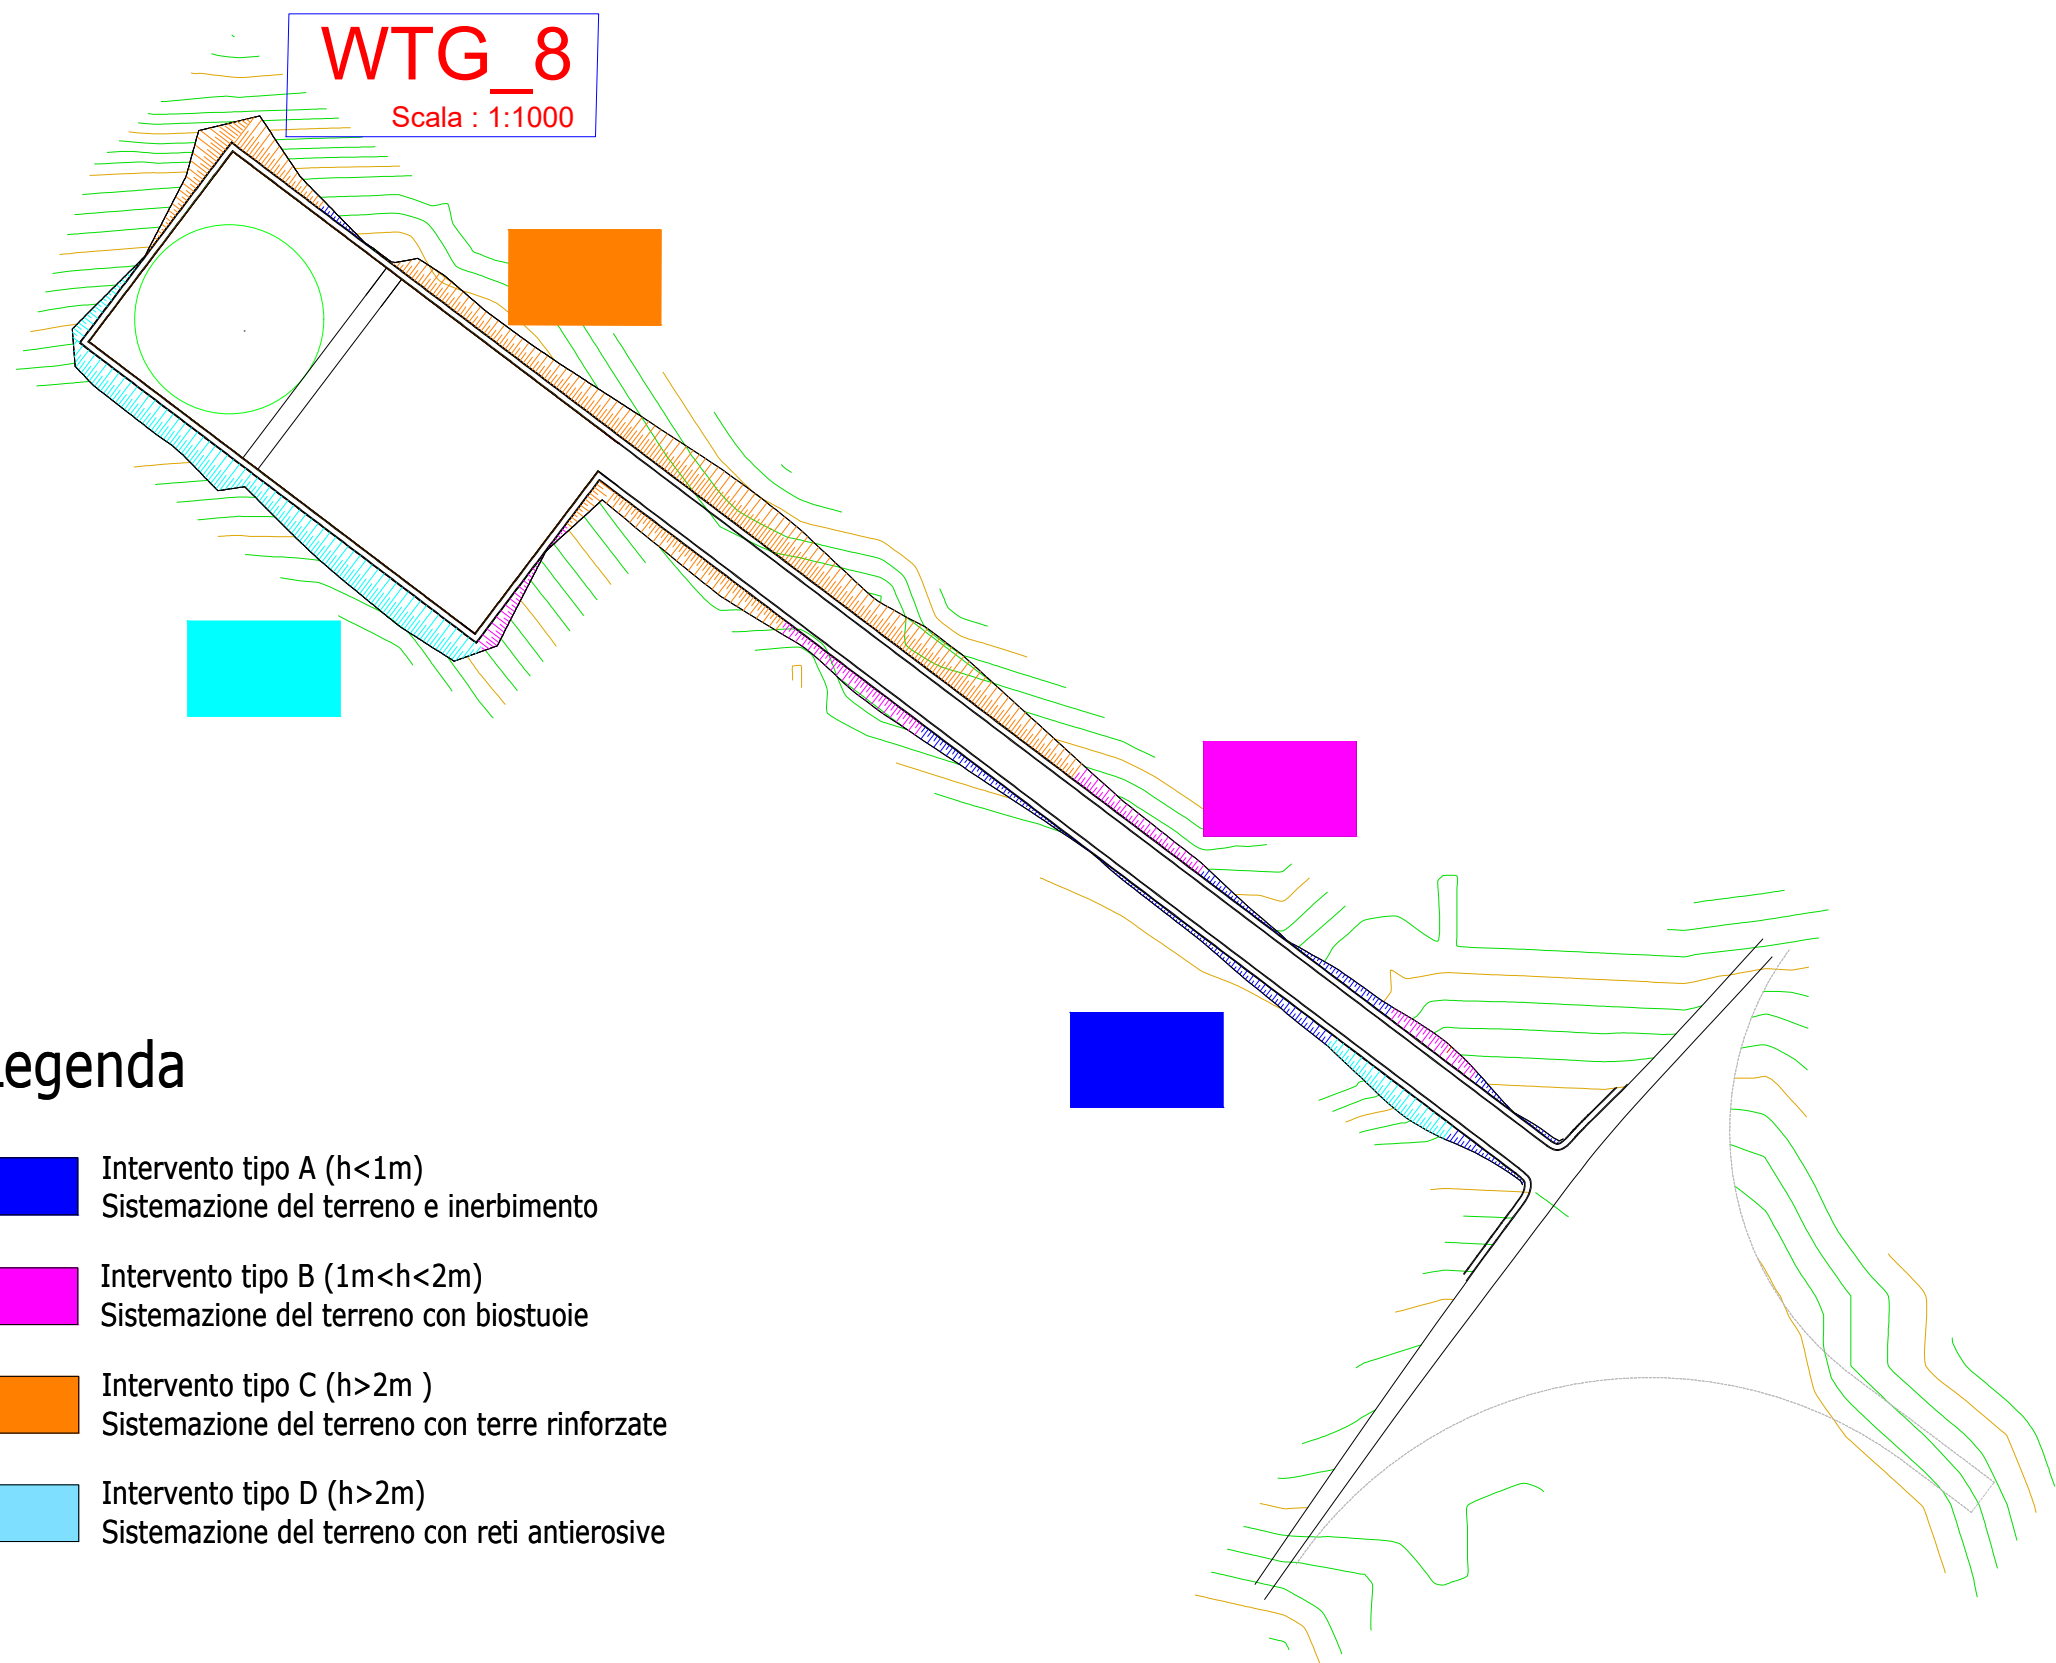 WTG_8
Scala : 1:1000
Legenda
Intervento tipo A (h<1m)
Sistemazione del terreno e inerbimento
Intervento tipo B (1m<h<2m)
Sistemazione del terreno con biostuoie
Intervento tipo C (h>2m )
Sistemazione del terreno con terre rinforzate
Intervento tipo D (h>2m)
Sistemazione del terreno con reti antierosive